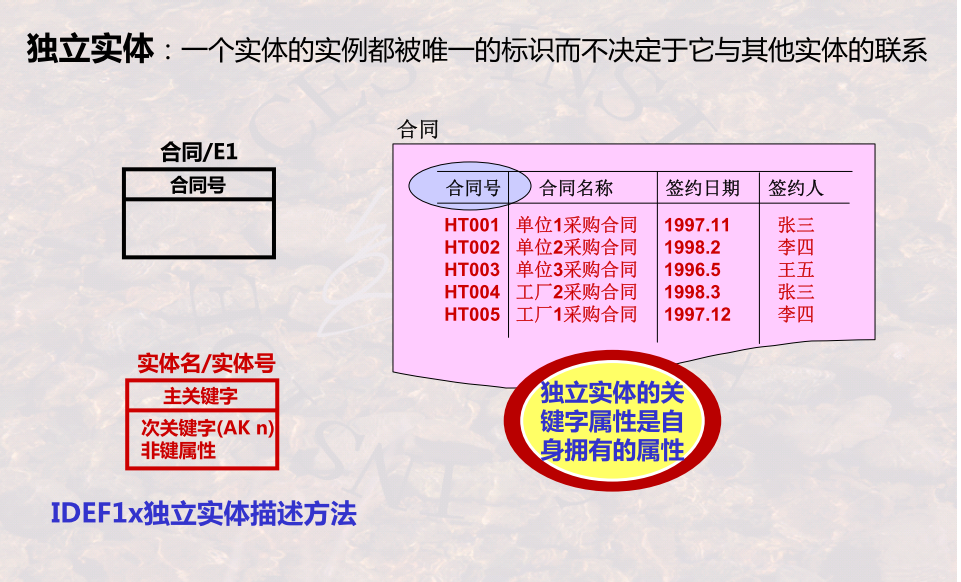 独立实体：一个实体的实例都被唯一的标识而不决定于它与其他实体的联系
合同/E1
合同号
合同
合同号 合同名称 签约日期 签约人
HT001 单位1采购合同 1997.11 张三
HT002 单位2采购合同 1998.2 李四
HT003 单位3采购合同 1996.5 王五
HT004 工厂2采购合同 1998.3 张三
HT005 工厂1采购合同 1997.12 李四
实体名/实体号
主关键字
次关键字(AK n)
非键属性
独立实体的关
键字属性是自
身拥有的属性
IDEF1x独立实体描述方法